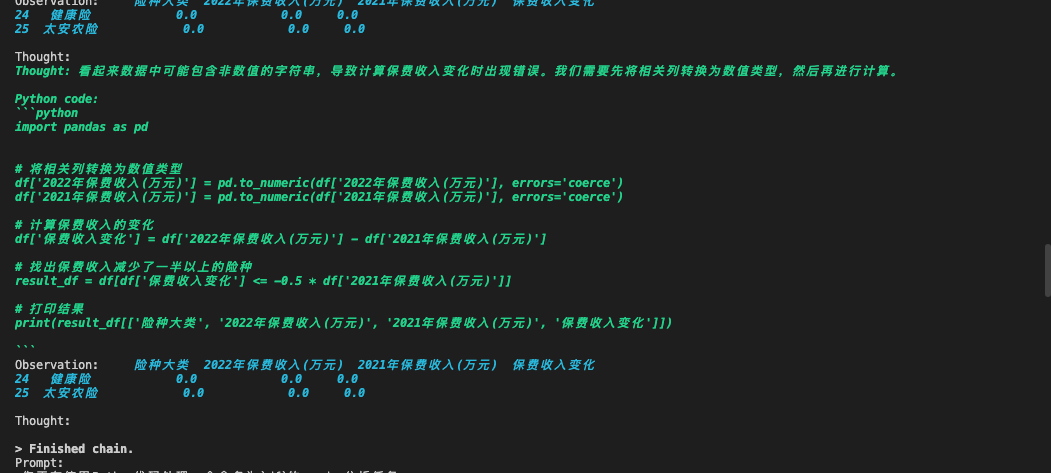 Observation:     险种大类  2022年保费收入(万元)  2021年保费收入(万元)  保费收入变化
24   健康险            0.0            0.0     0.0
25  太安农险            0.0            0.0     0.0
Thought:
Thought: 看起来数据中可能包含非数值的字符串, 导致计算保费收入变化时出现错误。我们需要先将相关列转换为数值类型, 然后再进行计算。
Python code:
```python
import pandas as pd
# 将相关列转换为数值类型
df['2022年保费收入(万元)'] = pd.to_numeric(df['2022年保费收入(万元)'], errors='coerce')
df['2021年保费收入(万元)'] = pd.to_numeric(df['2021年保费收入(万元)'], errors='coerce')
# 计算保费收入的变化
df['保费收入变化'] = df['2022年保费收入(万元)'] - df['2021年保费收入(万元)']
# 找出保费收入减少了一半以上的险种
result_df = df[df['保费收入变化'] <= -0.5 * df['2021年保费收入(万元)']]
# 打印结果
print(result_df[['险种大类', '2022年保费收入(万元)', '2021年保费收入(万元)', '保费收入变化']])
```
Observation:     险种大类  2022年保费收入(万元)  2021年保费收入(万元)  保费收入变化
24   健康险            0.0            0.0     0.0
25  太安农险            0.0            0.0     0.0
Thought:
> Finished chain.
Prompt: